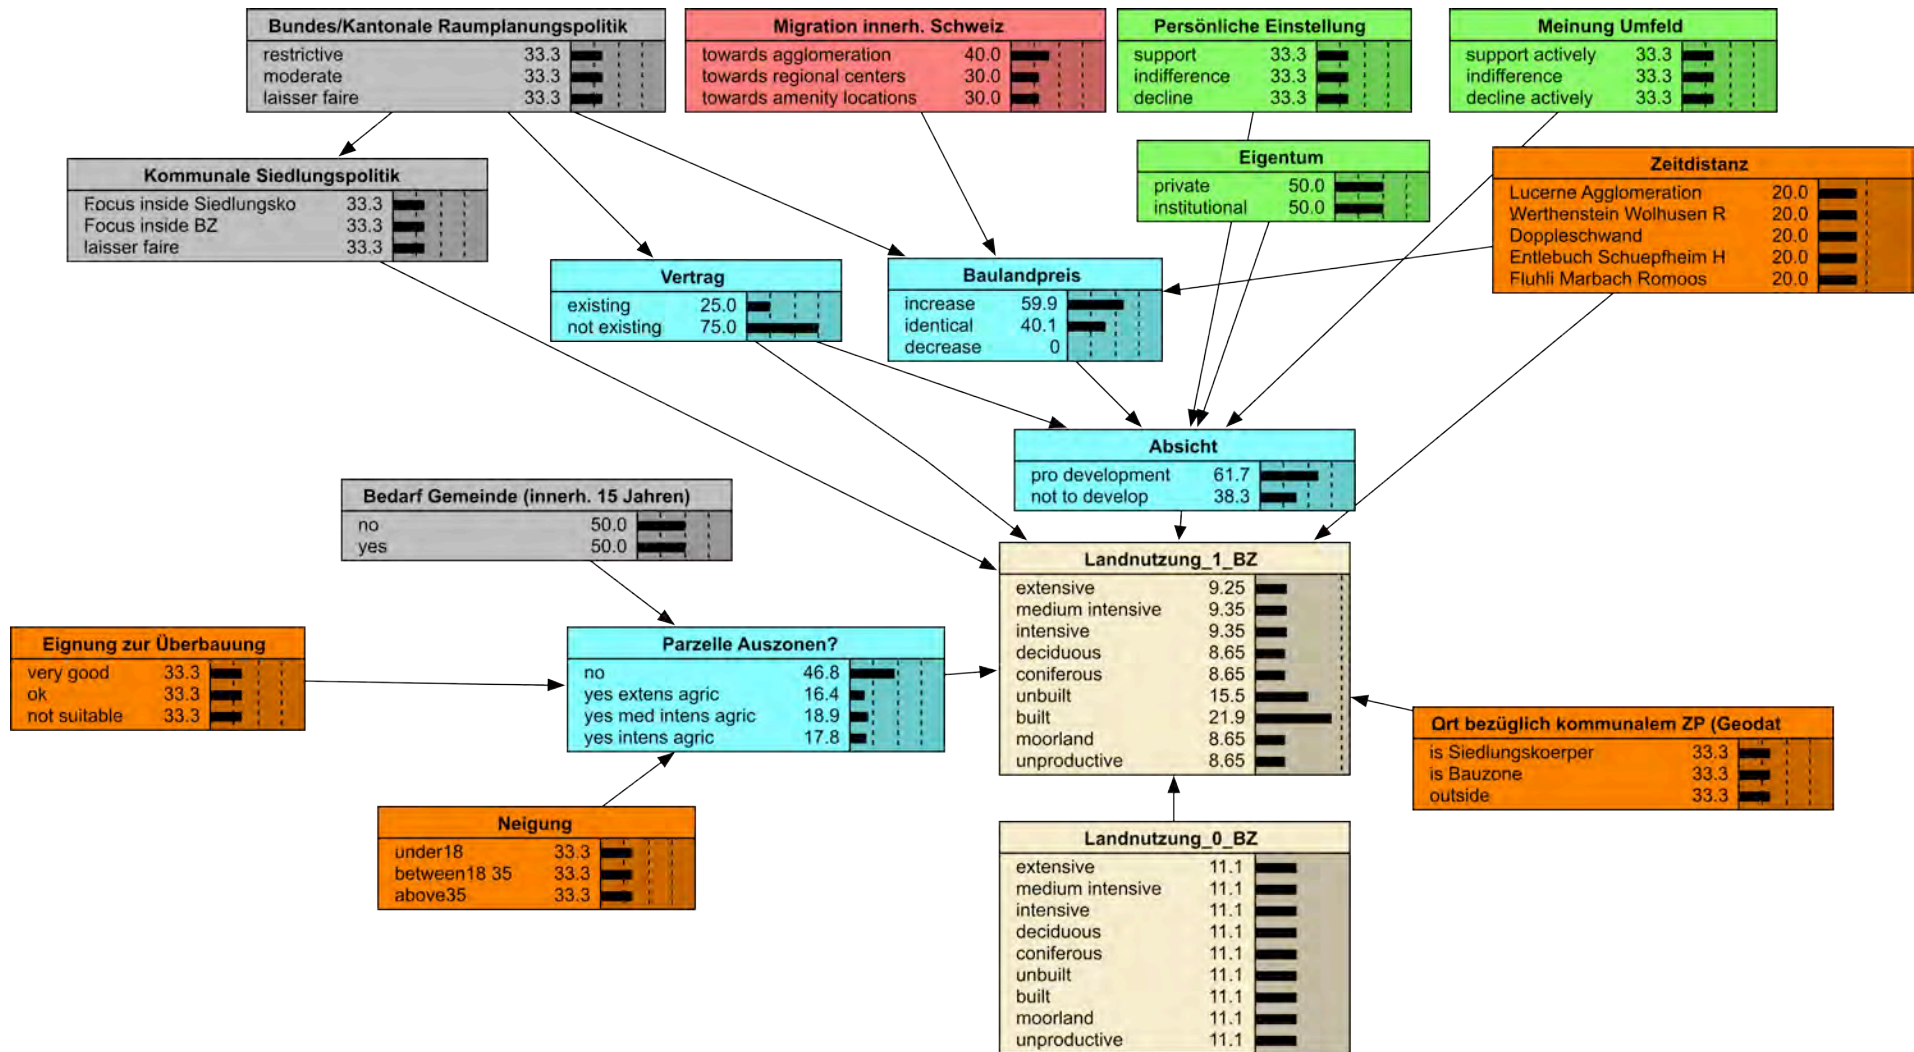 Bundes/Kantonale Raumplanungspolitik
restrictive 33.3
moderate 33.3
laisser faire 33.3
Migration innerh. Schweiz
towards agglomeration 40.0
towards regional centers 30.0
towards amenity locations 30.0
Persönliche Einstellung
support 33.3
indifference 33.3
decline 33.3
Meinung Umfeld
support actively 33.3
indifference 33.3
decline actively 33.3
Kommunale Siedlungspolitik
Focus inside Siedlungsko 33.3
Focus inside BZ 33.3
laisser faire 33.3
Eigentum
private 50.0
institutional 50.0
Zeitdistanz
Lucerne Agglomeration 20.0
Werthenstein Wolhusen R 20.0
Doppleschwand 20.0
Entlebuch Schuepfheim H 20.0
Fluhli Marbach Romoos 20.0
Vertrag
existing 25.0
not existing 75.0
Baulandpreis
increase 59.9
identical 40.1
decrease 0
Absicht
pro development 61.7
not to develop 38.3
Bedarf Gemeinde (innerh. 15 Jahren)
no 50.0
yes 50.0
Landnutzung_1_BZ
extensive 9.25
medium intensive 9.35
intensive 9.35
deciduous 8.65
coniferous 8.65
unbuilt 15.5
built 21.9
moorland 8.65
unproductive 8.65
Eignung zur Überbauung
very good 33.3
ok 33.3
not suitable 33.3
Parzelle Auszonen?
no 46.8
yes extens agric 16.4
yes med intens agric 18.9
yes intens agric 17.8
Ort bezüglich kommunalem ZP (Geodat
is Siedlungskoerper 33.3
is Bauzone 33.3
outside 33.3
Neigung
under18 33.3
between18 35 33.3
above35 33.3
Landnutzung_0_BZ
extensive 11.1
medium intensive 11.1
intensive 11.1
deciduous 11.1
coniferous 11.1
unbuilt 11.1
built 11.1
moorland 11.1
unproductive 11.1